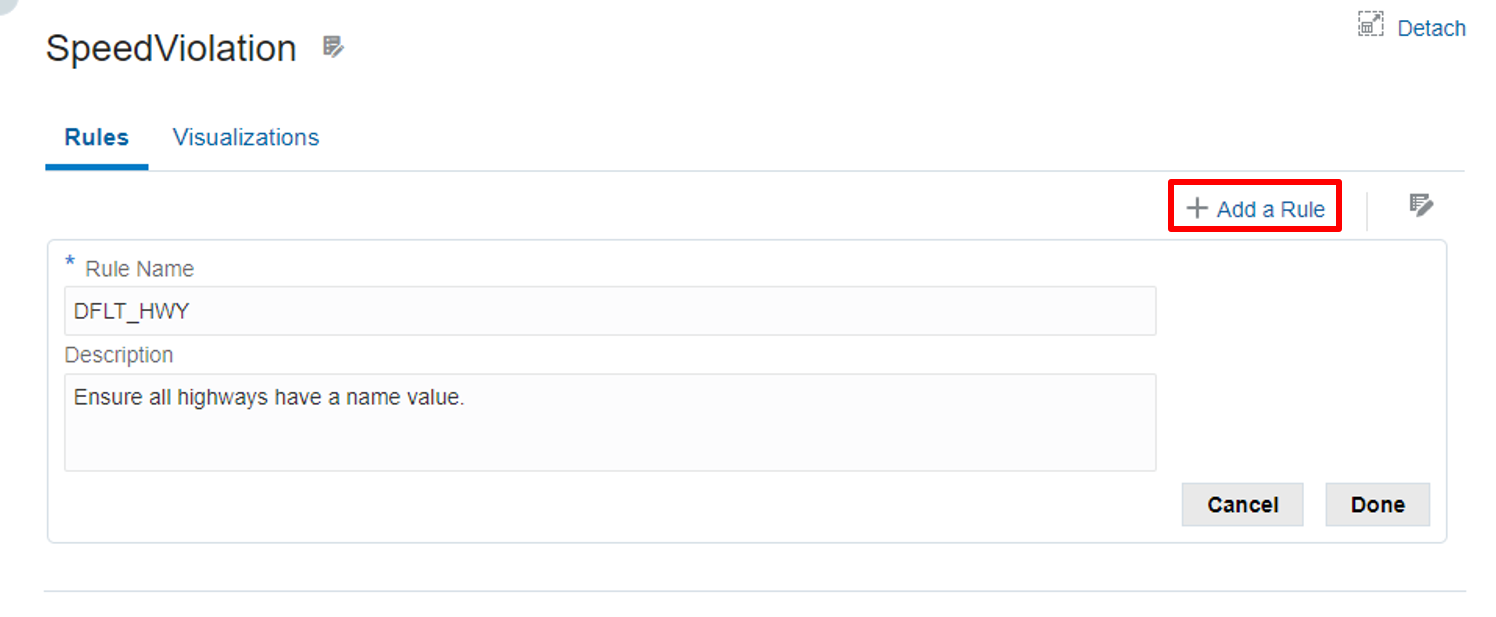 Detach
SpeedViolation
Rules Visualizations
Add a Rule
* Rule Name
DFLT_HWY
Description
Ensure all highways have a name value.
Cancel Done